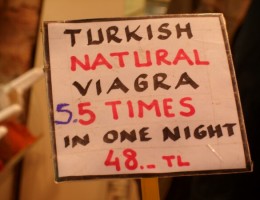 TURKISH
NATURAL
VIAGRA
5.5 TIMES
IN ONE NIGHT
48.- TL